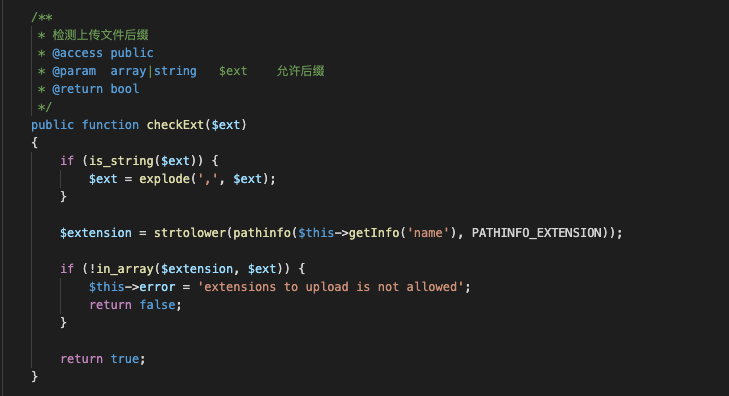 /**
 * 检测上传文件后缀
 * @access public
 * @param  array|string   $ext    允许后缀
 * @return bool
 */
public function checkExt($ext)
{
    if (is_string($ext)) {
        $ext = explode(',', $ext);
    }

    $extension = strtolower(pathinfo($this->getInfo('name'), PATHINFO_EXTENSION));

    if (!in_array($extension, $ext)) {
        $this->error = 'extensions to upload is not allowed';
        return false;
    }

    return true;
}